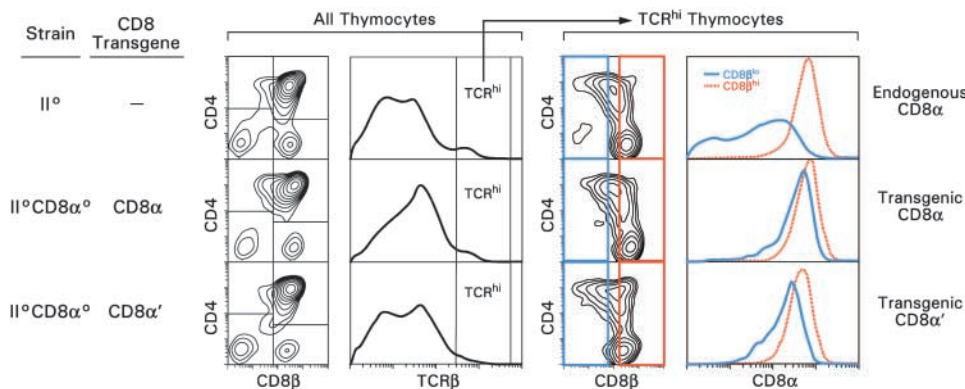 All Thymocytes
TCRhi Thymocytes
Strain
CD8 Transgene
II°
–
CD4
TCRhi
CD4
CD8βlo
CD8βhi
Endogenous CD8α
II°CD8α°
CD8α
CD4
TCRhi
CD4
Transgenic CD8α
II°CD8α°
CD8α′
CD4
TCRhi
CD4
Transgenic CD8α′
CD8β
TCRβ
CD8β
CD8α